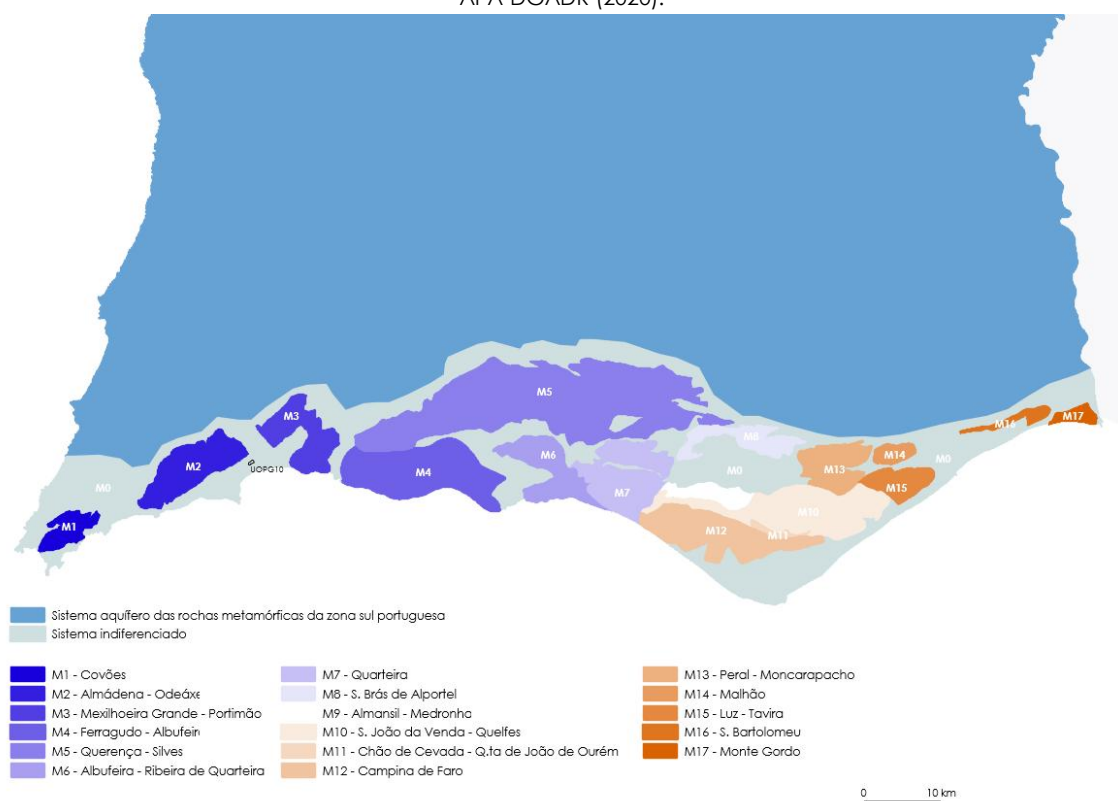 APA-DGADR (2020).
M5
M3
M16
M17
M6
M8
M2
M4
M0
M13
M14
M0
UOPG10
M0
M7
M15
M1
M10
M12
M11
Sistema aquífero das rochas metamórficas da zona sul portuguesa
Sistema indiferenciado
M1 - Covões
M2 - Almádena - Odeáxe
M3 - Mexilhoeira Grande - Portimão
M4 - Ferragudo - Albufeir
M5 - Querença - Silves
M6 - Albufeira - Ribeira de Quarteira
M7 - Quarteira
M8 - S. Brás de Alportel
M9 - Almansil - Medronha
M10 - S. João da Venda - Quelfes
M11 - Chão de Cevada - Q.ta de João de Ourém
M12 - Campina de Faro
M13 - Peral - Moncarapacho
M14 - Malhão
M15 - Luz - Tavira
M16 - S. Bartolomeu
M17 - Monte Gordo
0 10 km